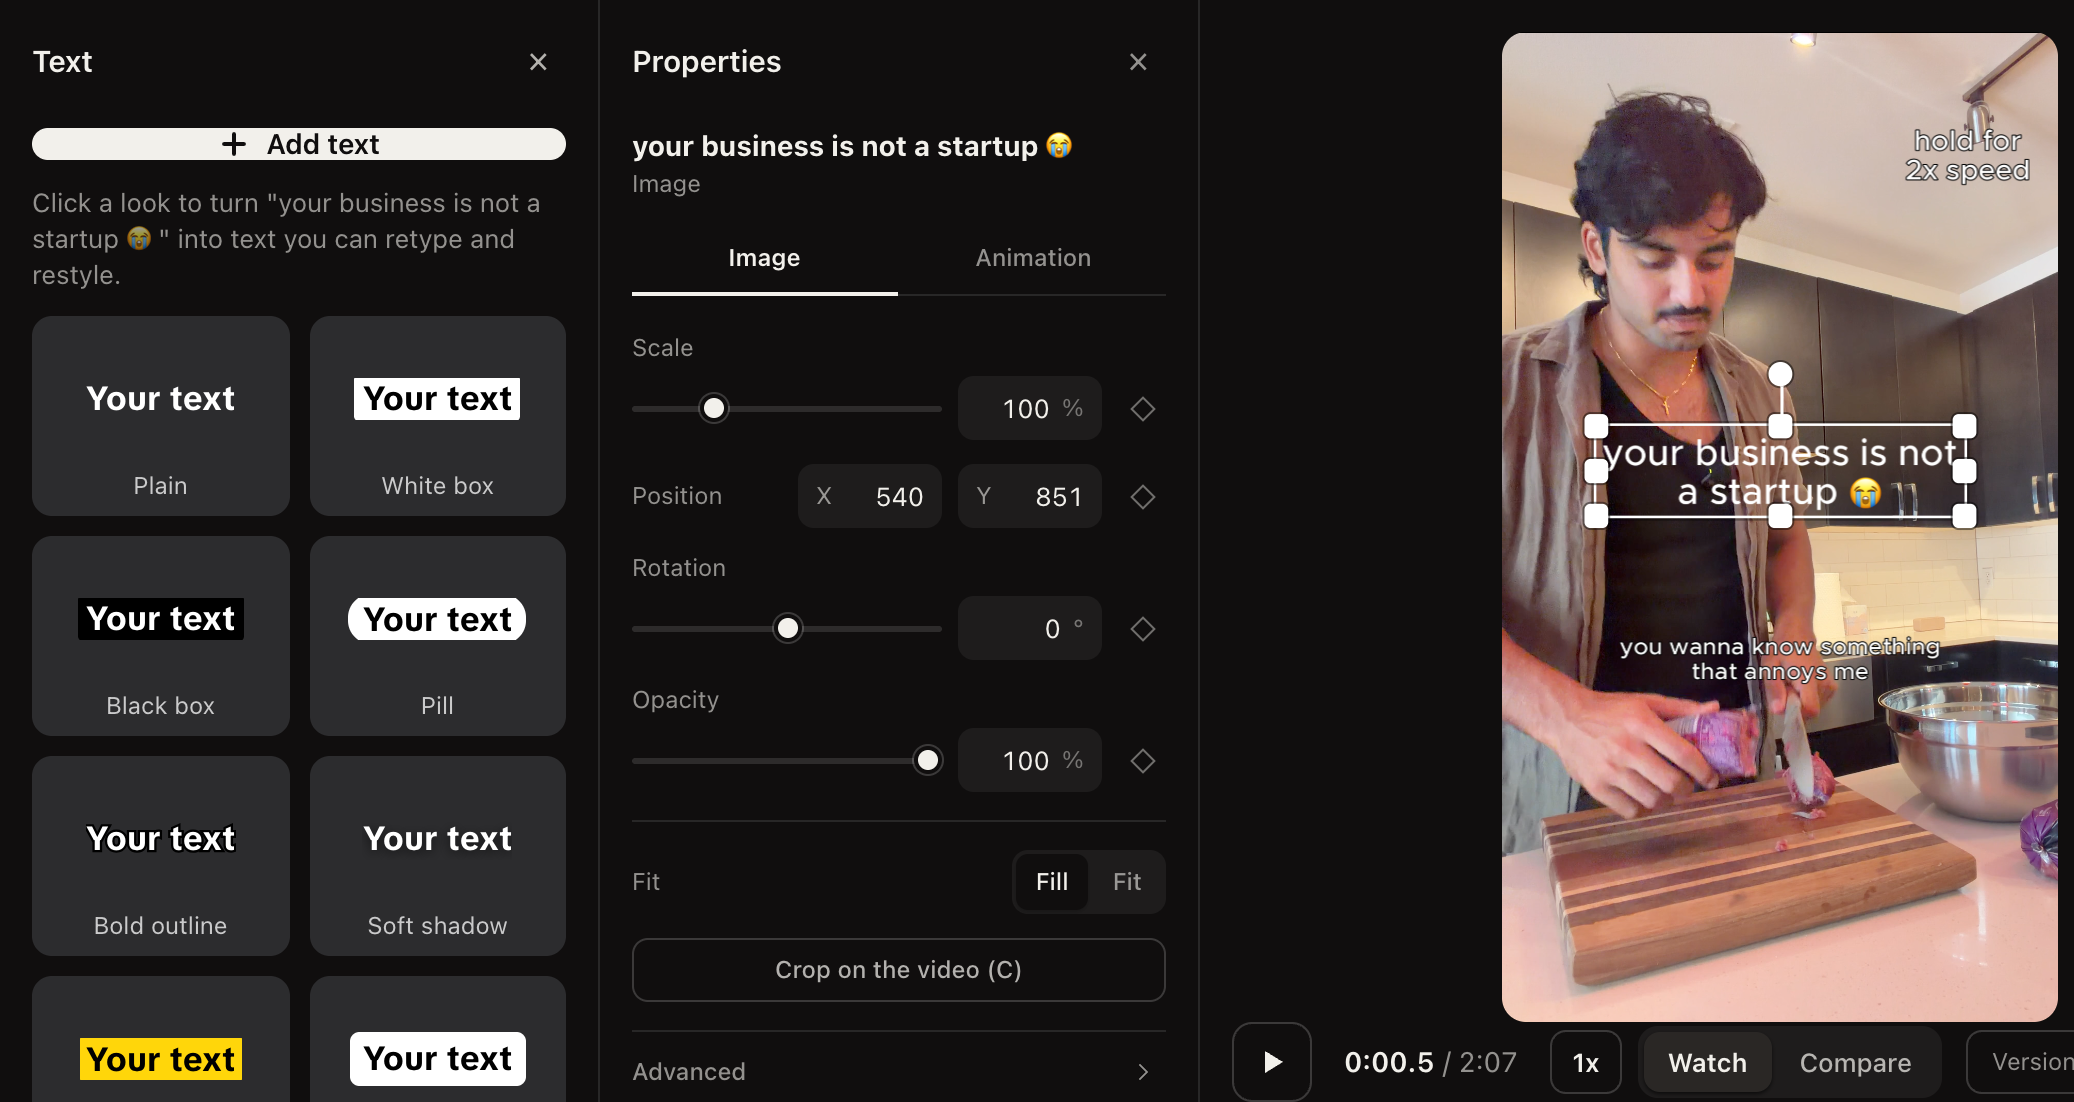 Text
Add text
Click a look to turn "your business is not a
startup 😭 " into text you can retype and
restyle.
Your text
Plain
Your text
White box
Your text
Black box
Your text
Pill
Your text
Bold outline
Your text
Soft shadow
Your text
Your text
Properties
your business is not a startup 😭
Image
Image
Animation
Scale
100 %
Position
X 540
Y 851
Rotation
0 °
Opacity
100 %
Fit
Fill
Fit
Crop on the video (C)
Advanced
hold for
2x speed
your business is not
a startup 😭
you wanna know something
that annoys me
0:00.5 / 2:07
1x
Watch
Compare
Version